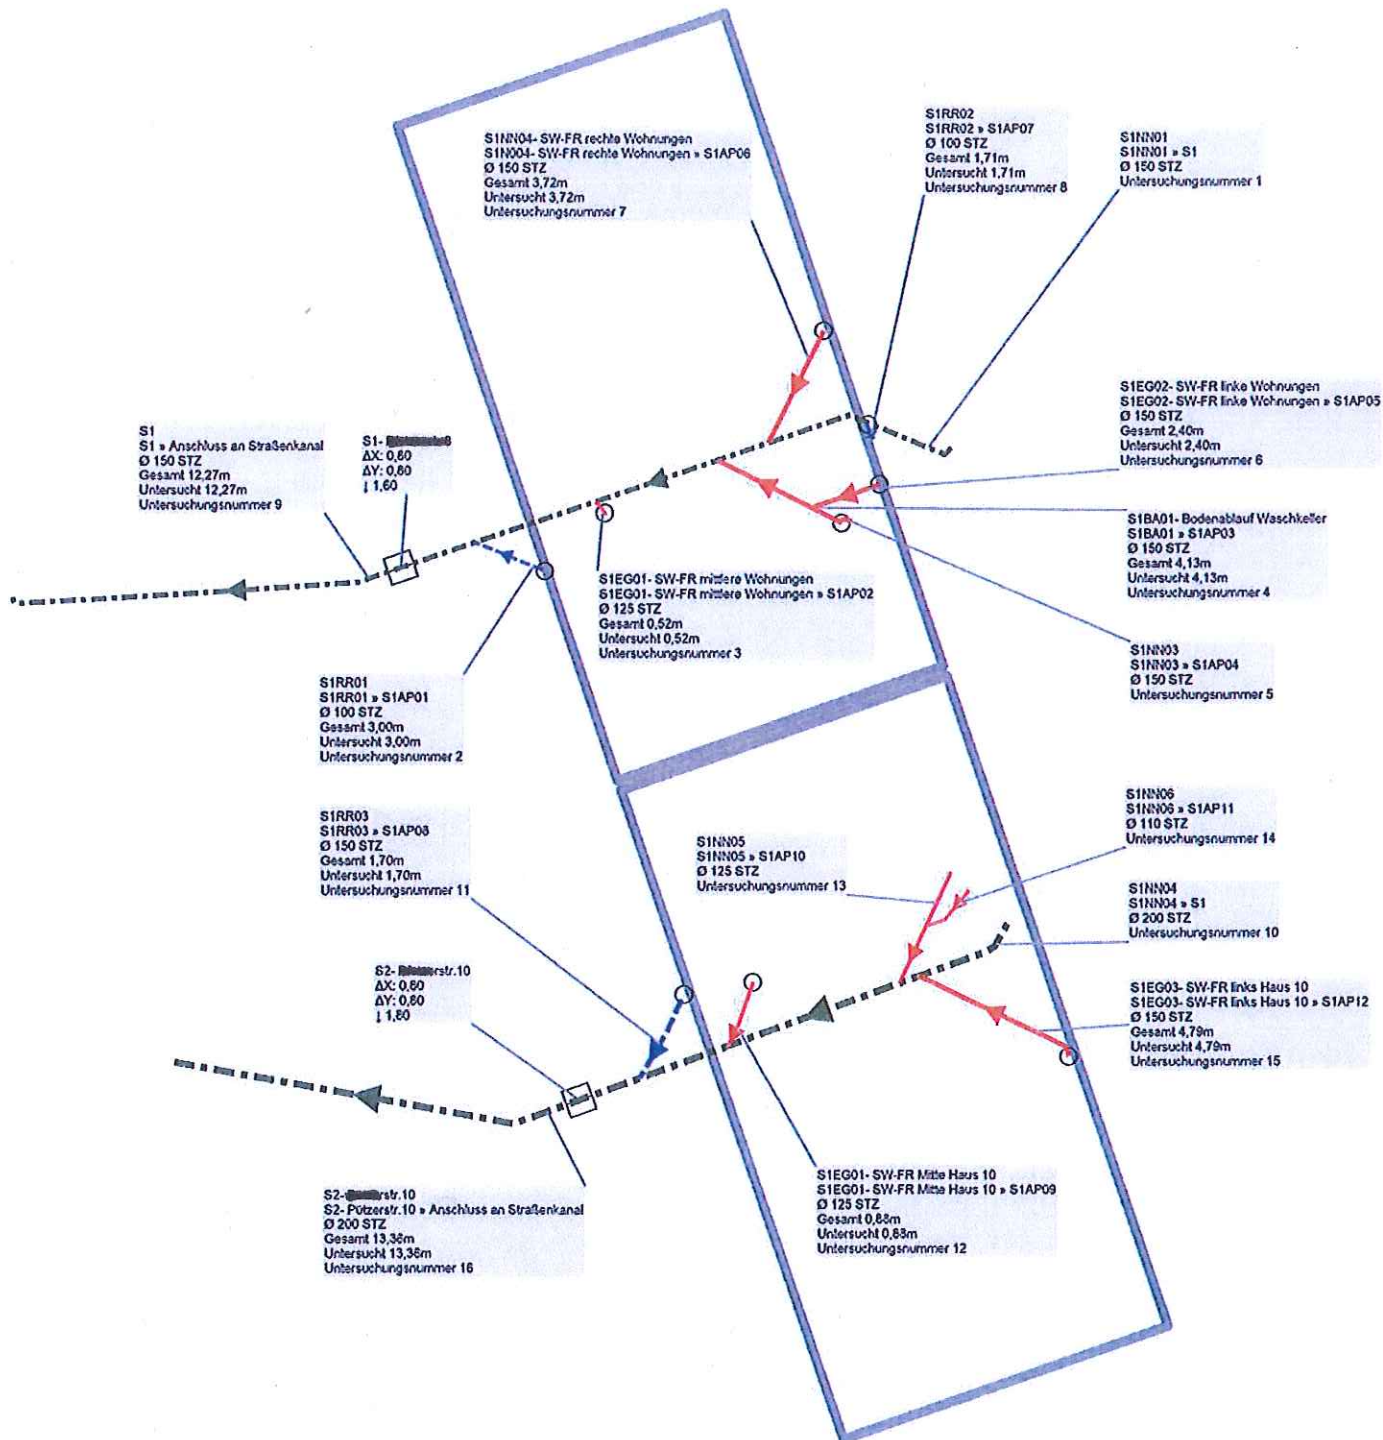 S1NN04- SW-FR rechte Wohnungen
S1N004- SW-FR rechte Wohnungen » S1AP06
Ø 150 STZ
Gesamt 3,72m
Untersucht 3,72m
Untersuchungsnummer 7
S1RR02
S1RR02 » S1AP07
Ø 100 STZ
Gesamt 1,71m
Untersucht 1,71m
Untersuchungsnummer 8
S1NN01
S1NN01 » S1
Ø 150 STZ
Untersuchungsnummer 1
S1
S1 » Anschluss an Straßenkanal
Ø 150 STZ
Gesamt 12,27m
Untersucht 12,27m
Untersuchungsnummer 9
S1-
ΔX: 0,60
ΔY: 0,60
↓ 1,60
S1EG02- SW-FR linke Wohnungen
S1EG02- SW-FR linke Wohnungen » S1AP05
Ø 150 STZ
Gesamt 2,40m
Untersucht 2,40m
Untersuchungsnummer 6
S1BA01- Bodenablauf Waschkeller
S1BA01 » S1AP03
Ø 150 STZ
Gesamt 4,13m
Untersucht 4,13m
Untersuchungsnummer 4
S1EG01- SW-FR mittlere Wohnungen
S1EG01- SW-FR mittlere Wohnungen » S1AP02
Ø 125 STZ
Gesamt 0,52m
Untersucht 0,52m
Untersuchungsnummer 3
S1NN03
S1NN03 » S1AP04
Ø 150 STZ
Untersuchungsnummer 5
S1RR01
S1RR01 » S1AP01
Ø 100 STZ
Gesamt 3,00m
Untersucht 3,00m
Untersuchungsnummer 2
S1RR03
S1RR03 » S1AP08
Ø 150 STZ
Gesamt 1,70m
Untersucht 1,70m
Untersuchungsnummer 11
S1NN05
S1NN05 » S1AP10
Ø 125 STZ
Untersuchungsnummer 13
S1NN06
S1NN06 » S1AP11
Ø 110 STZ
Untersuchungsnummer 14
S1NN04
S1NN04 » S1
Ø 200 STZ
Untersuchungsnummer 10
S2- rstr.10
ΔX: 0,60
ΔY: 0,60
↓ 1,80
S1EG03- SW-FR links Haus 10
S1EG03- SW-FR links Haus 10 » S1AP12
Ø 150 STZ
Gesamt 4,79m
Untersucht 4,79m
Untersuchungsnummer 15
S1EG01- SW-FR Mitte Haus 10
S1EG01- SW-FR Mitte Haus 10 » S1AP09
Ø 125 STZ
Gesamt 0,88m
Untersucht 0,88m
Untersuchungsnummer 12
S2- rstr.10
S2- Pützerstr.10 » Anschluss an Straßenkanal
Ø 200 STZ
Gesamt 13,36m
Untersucht 13,36m
Untersuchungsnummer 16